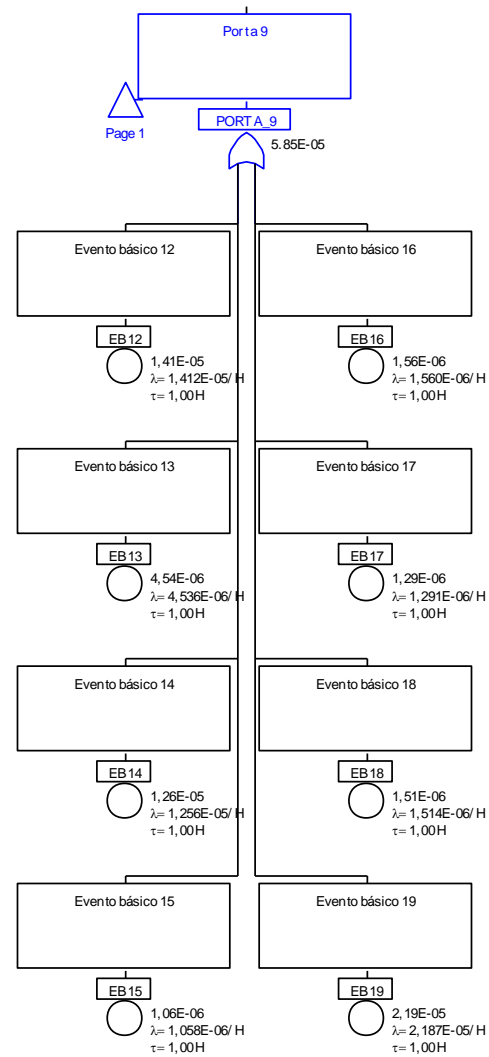 Porta 9
PORTA_9
Page 1
5.85E-05
Evento básico 12
EB12
1,41E-05
λ= 1,412E-05/H
τ= 1,00H
Evento básico 16
EB16
1,56E-06
λ= 1,560E-06/H
τ= 1,00H
Evento básico 13
EB13
4,54E-06
λ= 4,536E-06/H
τ= 1,00H
Evento básico 17
EB17
1,29E-06
λ= 1,291E-06/H
τ= 1,00H
Evento básico 14
EB14
1,26E-05
λ= 1,256E-05/H
τ= 1,00H
Evento básico 18
EB18
1,51E-06
λ= 1,514E-06/H
τ= 1,00H
Evento básico 15
EB15
1,06E-06
λ= 1,058E-06/H
τ= 1,00H
Evento básico 19
EB19
2,19E-05
λ= 2,187E-05/H
τ= 1,00H